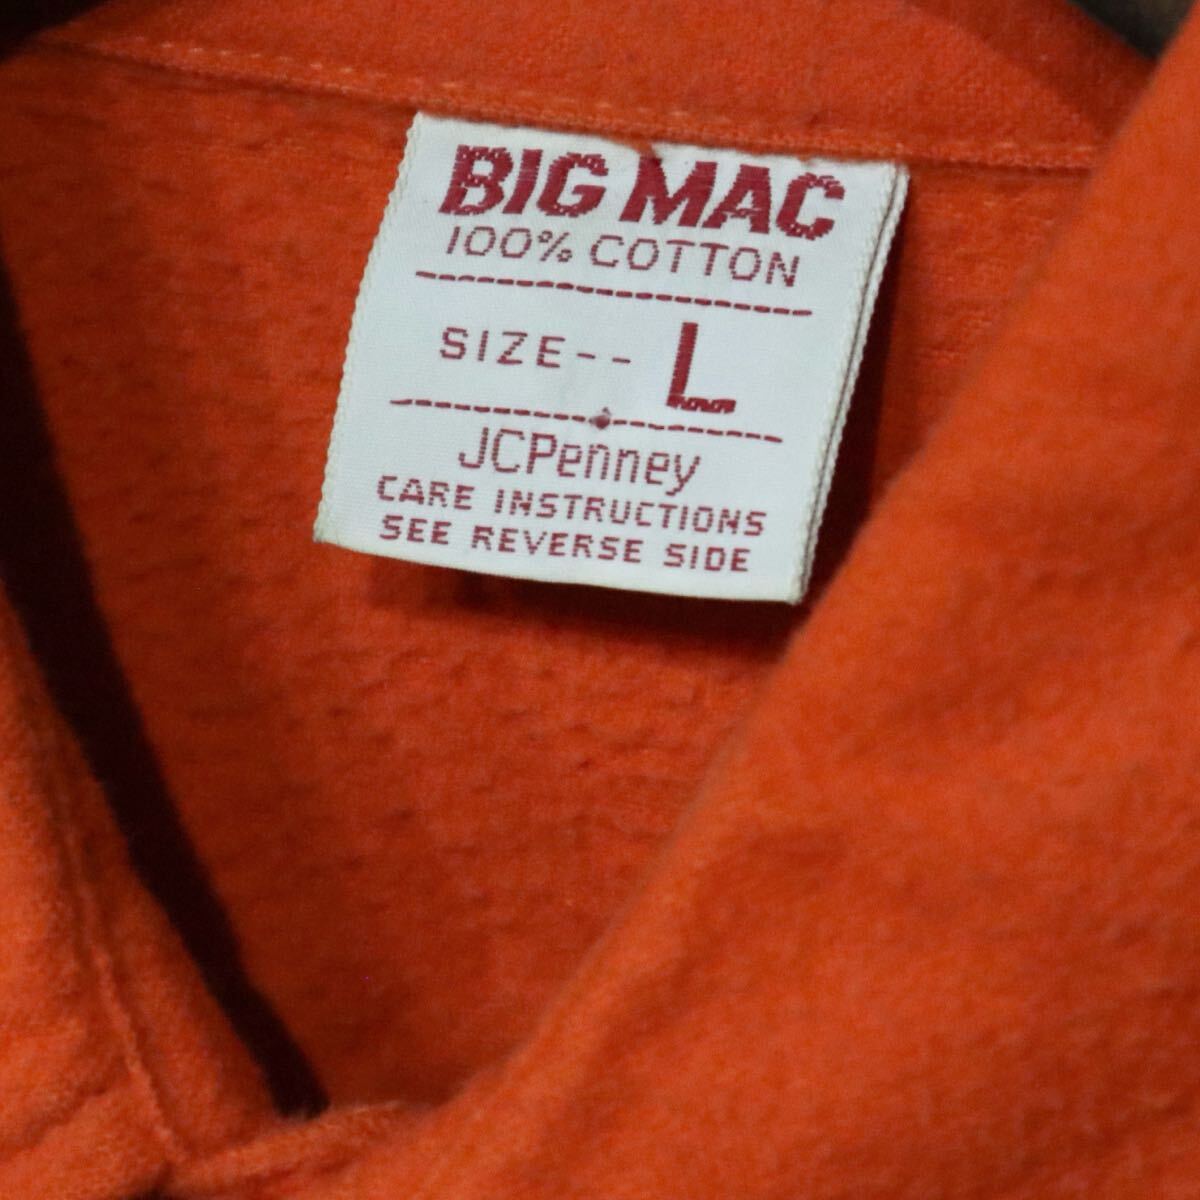 BIG MAC
100% COTTON
SIZE-- L
JCPenney
CARE INSTRUCTIONS
SEE REVERSE SIDE